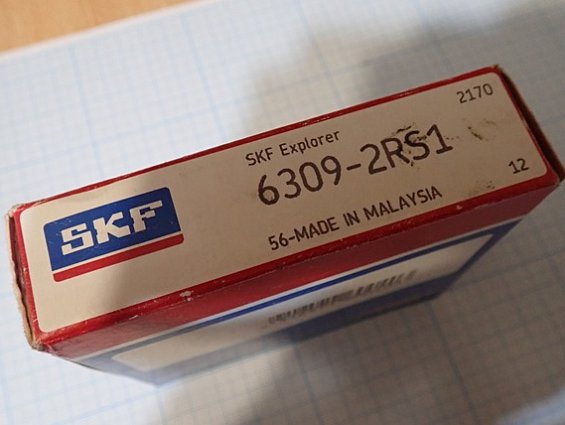 2170
SKF Explorer
6309-2RS1
SKF
56-MADE IN MALAYSIA
12